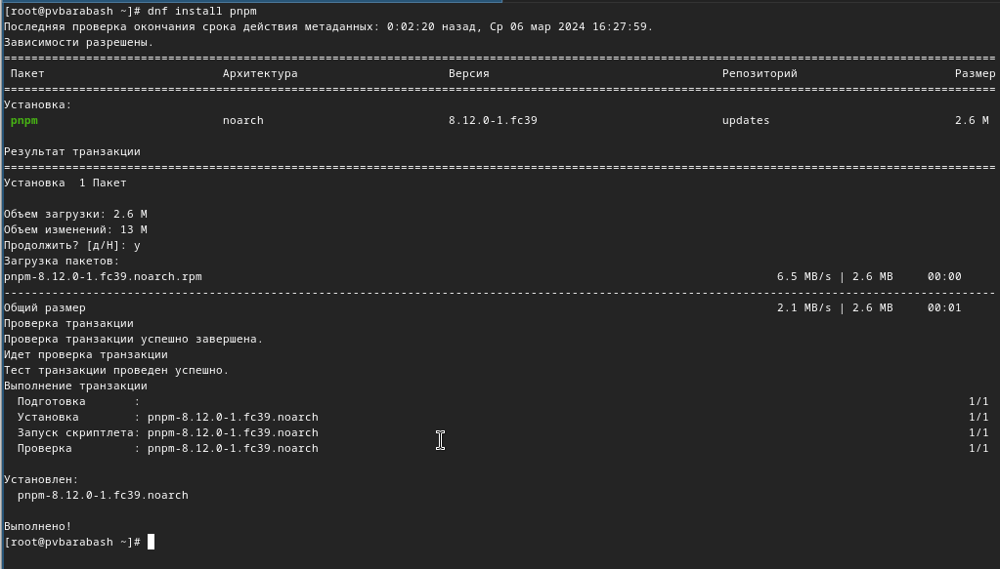 [root@pvbarabash ~]# dnf install pnpm
Последняя проверка окончания срока действия метаданных: 0:02:20 назад, Ср 06 мар 2024 16:27:59.
Зависимости разрешены.
================================================================================
Пакет Архитектура Версия Репозиторий Размер
================================================================================
Установка:
pnpm noarch 8.12.0-1.fc39 updates 2.6 M
Результат транзакции
================================================================================
Установка 1 Пакет
Объем загрузки: 2.6 M
Объем изменений: 13 M
Продолжить? [д/Н]: y
Загрузка пакетов:
pnpm-8.12.0-1.fc39.noarch.rpm 6.5 MB/s | 2.6 MB 00:00
--------------------------------------------------------------------------------
Общий размер 2.1 MB/s | 2.6 MB 00:01
Проверка транзакции
Проверка транзакции успешно завершена.
Идет проверка транзакции
Тест транзакции проведен успешно.
Выполнение транзакции
Подготовка : 1/1
Установка : pnpm-8.12.0-1.fc39.noarch 1/1
Запуск скриптлета: pnpm-8.12.0-1.fc39.noarch 1/1
Проверка : pnpm-8.12.0-1.fc39.noarch 1/1
Установлен:
pnpm-8.12.0-1.fc39.noarch
Выполнено!
[root@pvbarabash ~]#